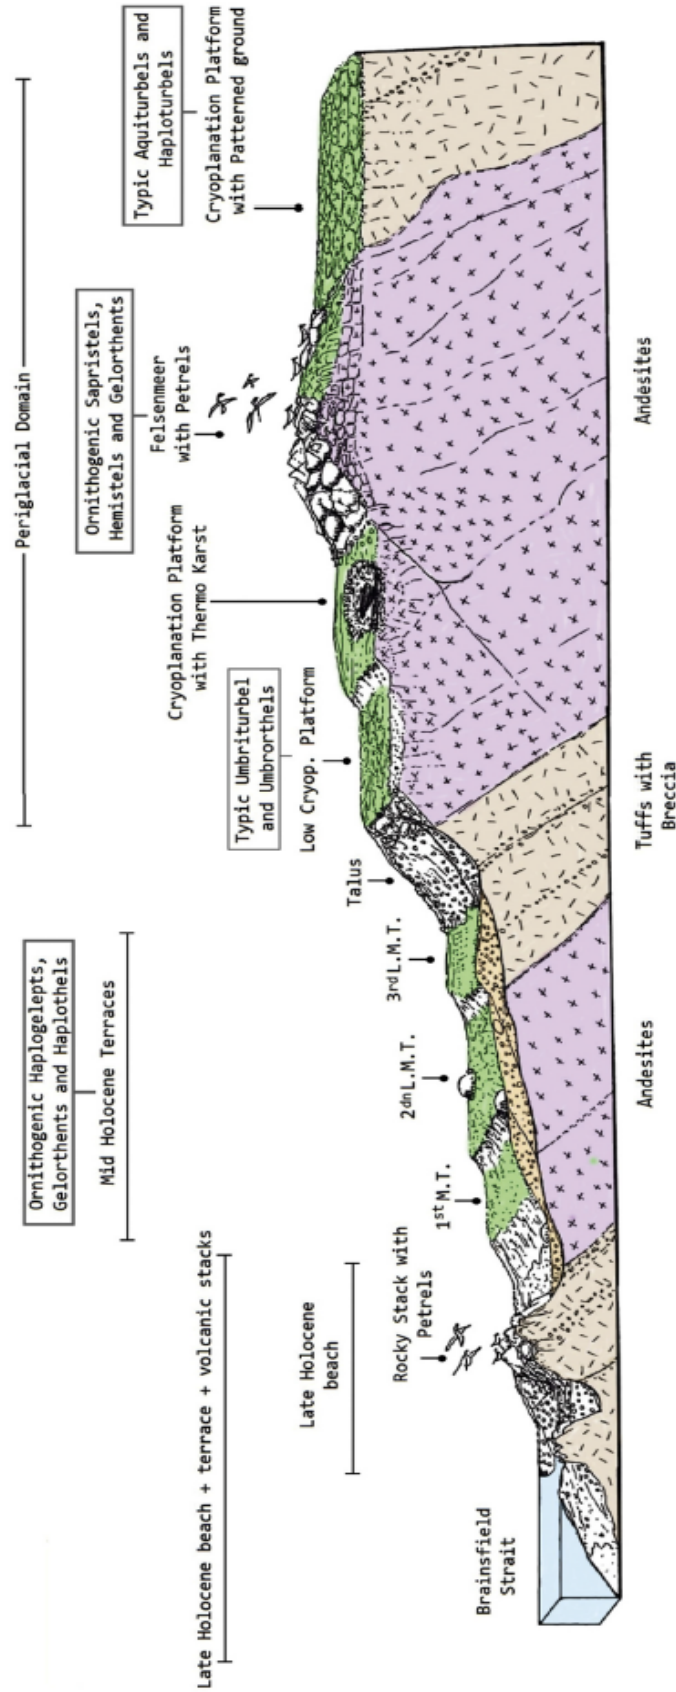 Late Holocene beach + terrace + volcanic stacks
Ornithogenic Haplogelepts,
Gelorthents and Haplothels
Mid Holocene Terraces
Periglacial Domain
Late Holocene
beach
Brainsfield
Strait
Rocky Stack with
Petrels
1st M.T.
2dn L.M.T.
3rd L.M.T.
Talus
Typic Umbriturbel
and Umbrorthels
Low Cryop. Platform
Cryoplanation Platform
with Thermo Karst
Ornithogenic Sapristels,
Hemistels and Gelorthents
Felsenmeer
with Petrels
Typic Aquiturbels and
Haploturbels
Cryoplanation Platform
with Patterned ground
Andesites
Tuffs with
Breccia
Andesites